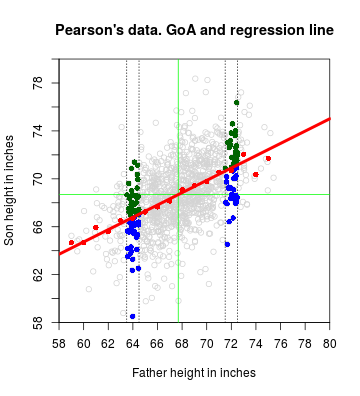 Pearson's data. GoA and regression line
Son height in inches
78
74
70
66
62
58
58 60 62 64 66 68 70 72 74 76 78 80
Father height in inches